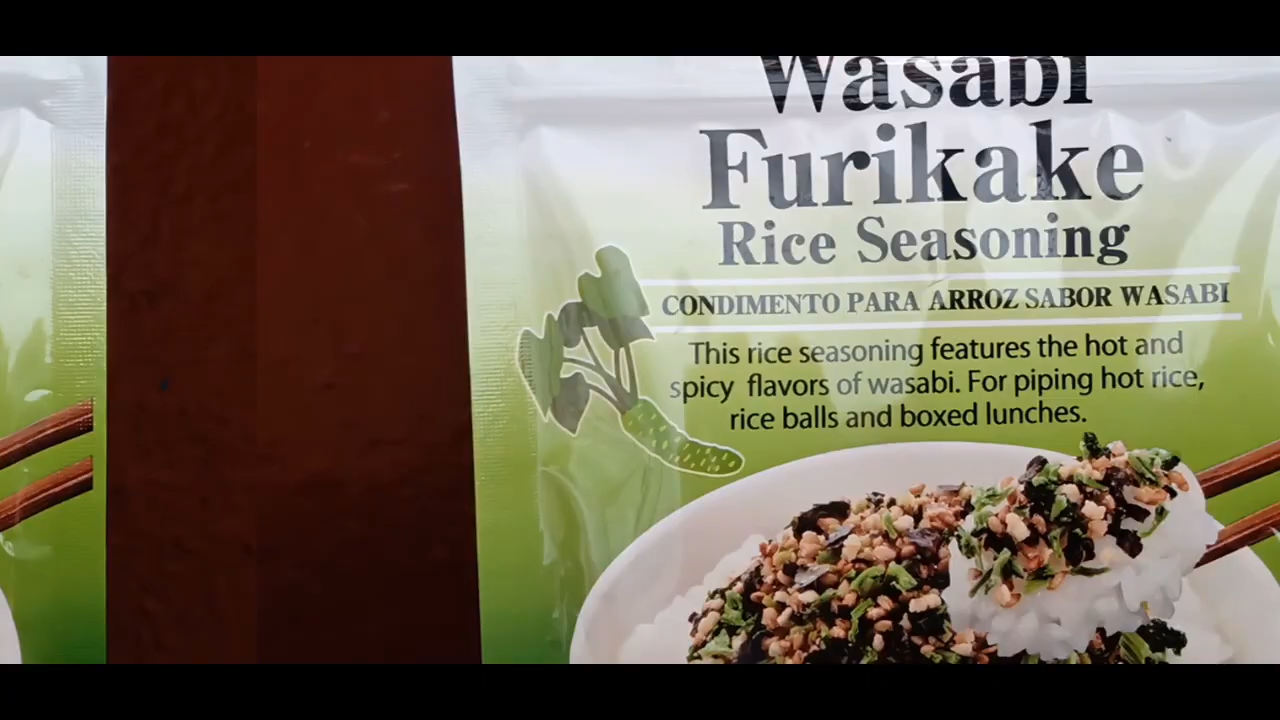 Wasabi
Furikake
Rice Seasoning
CONDIMENTO PARA ARROZ SABOR WASABI
This rice seasoning features the hot and
spicy flavors of wasabi. For piping hot rice,
rice balls and boxed lunches.